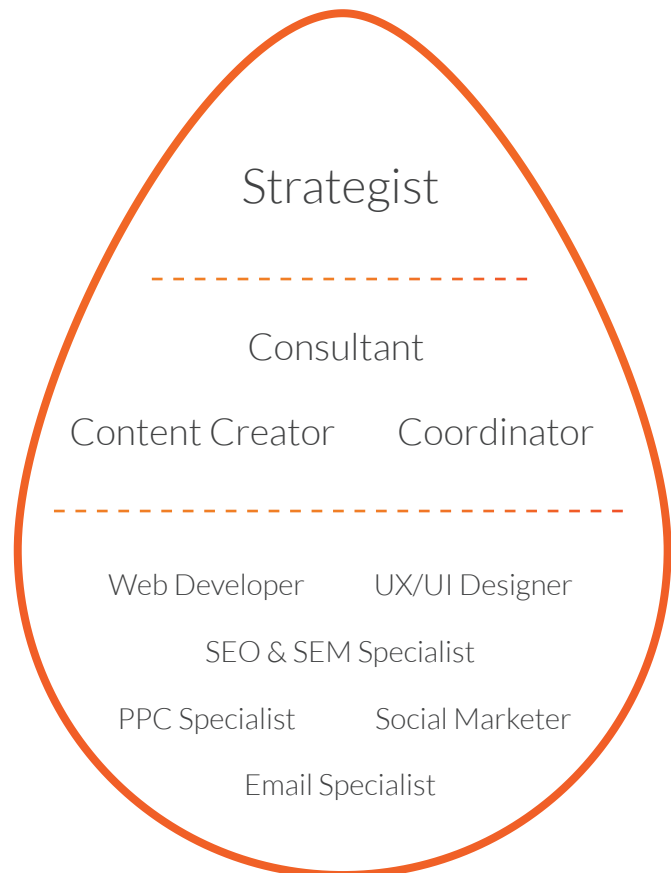 Strategist
Consultant
Content Creator Coordinator
Web Developer UX/UI Designer
SEO & SEM Specialist
PPC Specialist Social Marketer
Email Specialist